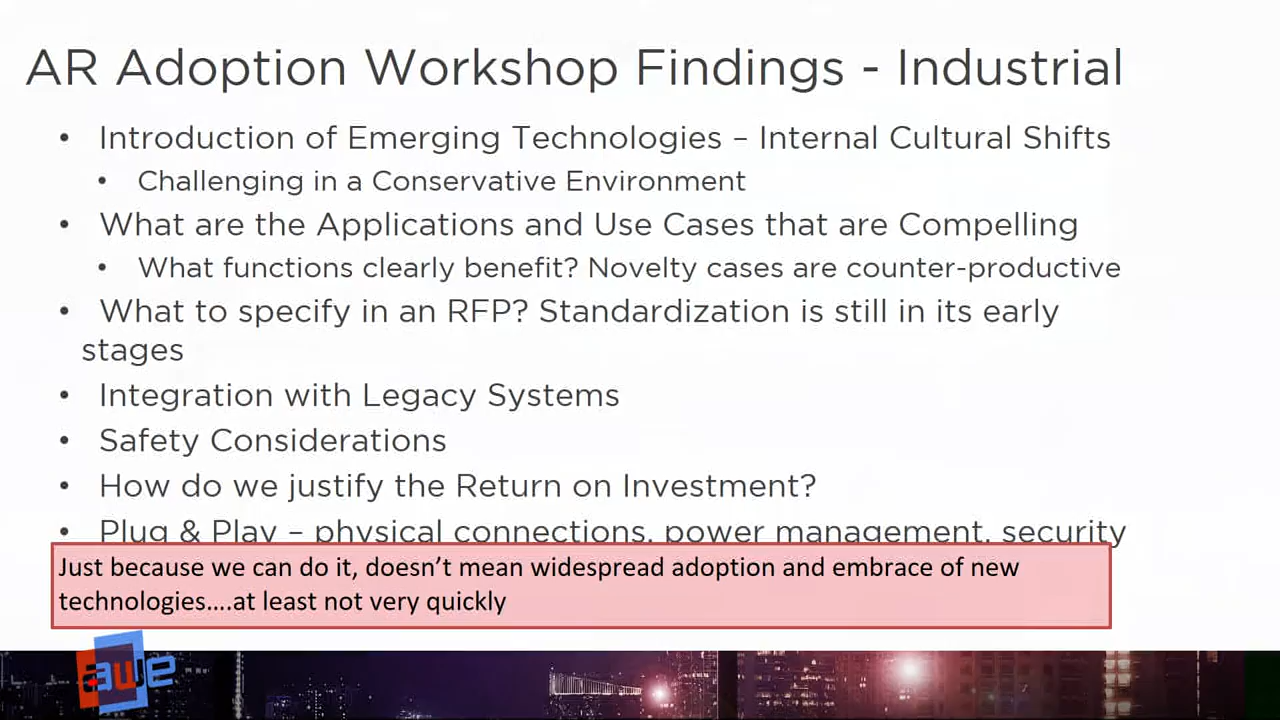 AR Adoption Workshop Findings - Industrial
• Introduction of Emerging Technologies – Internal Cultural Shifts
• Challenging in a Conservative Environment
• What are the Applications and Use Cases that are Compelling
• What functions clearly benefit? Novelty cases are counter-productive
• What to specify in an RFP? Standardization is still in its early
stages
• Integration with Legacy Systems
• Safety Considerations
• How do we justify the Return on Investment?
• Plug & Play – physical connections, power management, security
Just because we can do it, doesn’t mean widespread adoption and embrace of new
technologies....at least not very quickly
awe